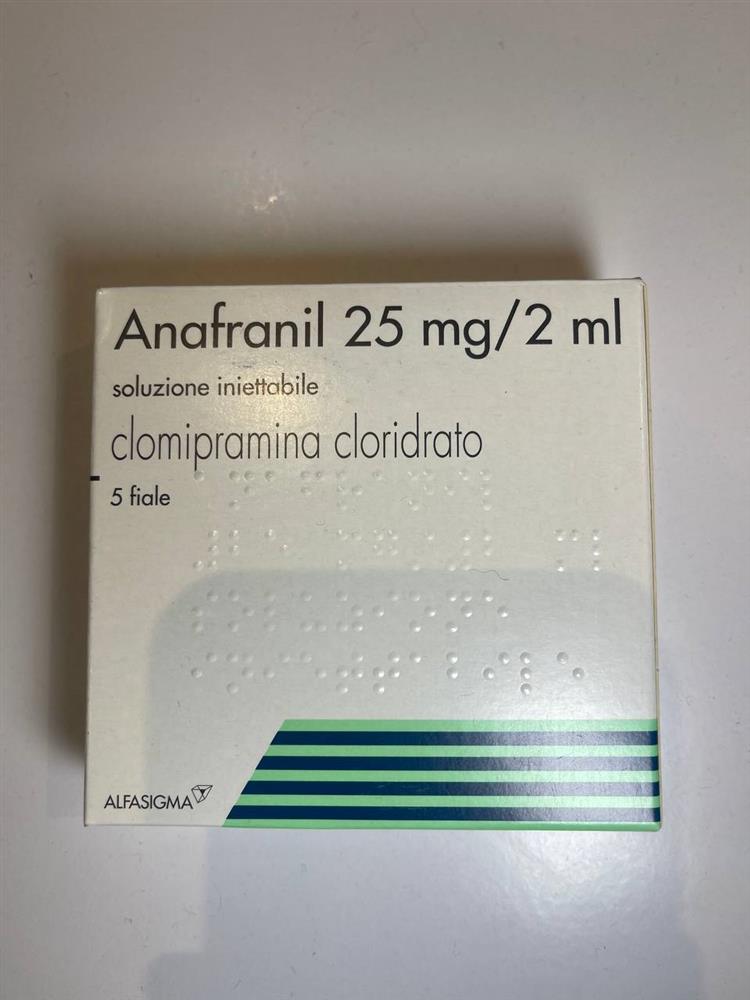 Anafranil 25 mg/2 ml
soluzione iniettabile
clomipramina cloridrato
5 fiale
ALFASIGMA